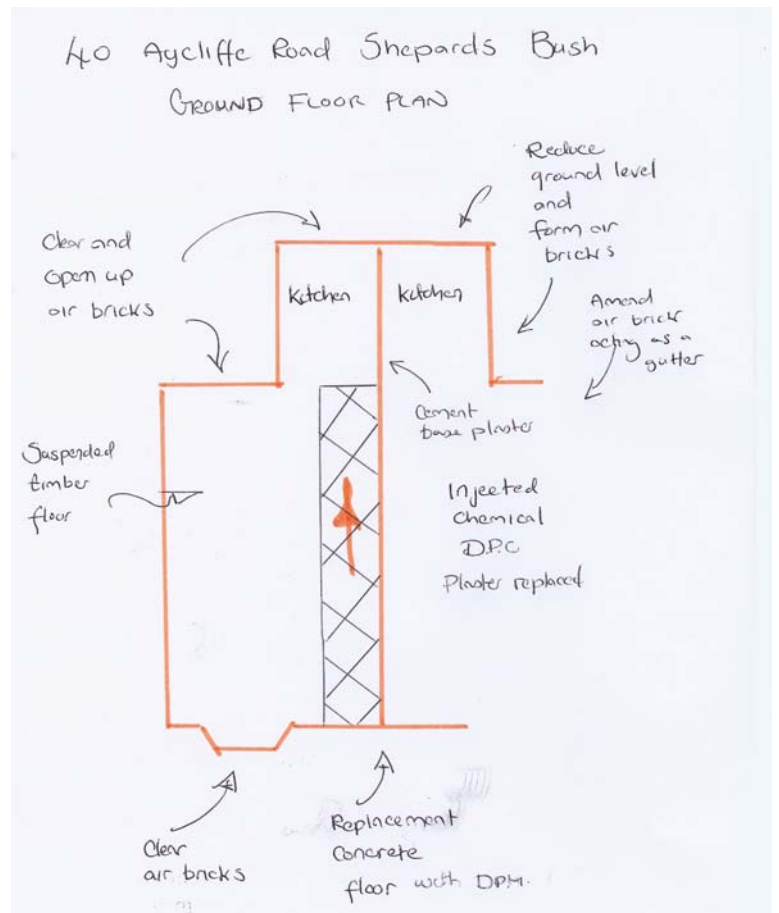 40 Aycliffe Road Shepards Bush
GROUND FLOOR PLAN
Reduce
ground level
and
form air
bricks
Clear and
Open up
air bricks
Kitchen
Kitchen
Amend
air brick
acting as a
gutter
Cement
base plaster
Suspended
timber
floor
Injected
Chemical
D.P.C
Plaster replaced
Clear
air bricks
Replacement
Concrete
floor with DPM.